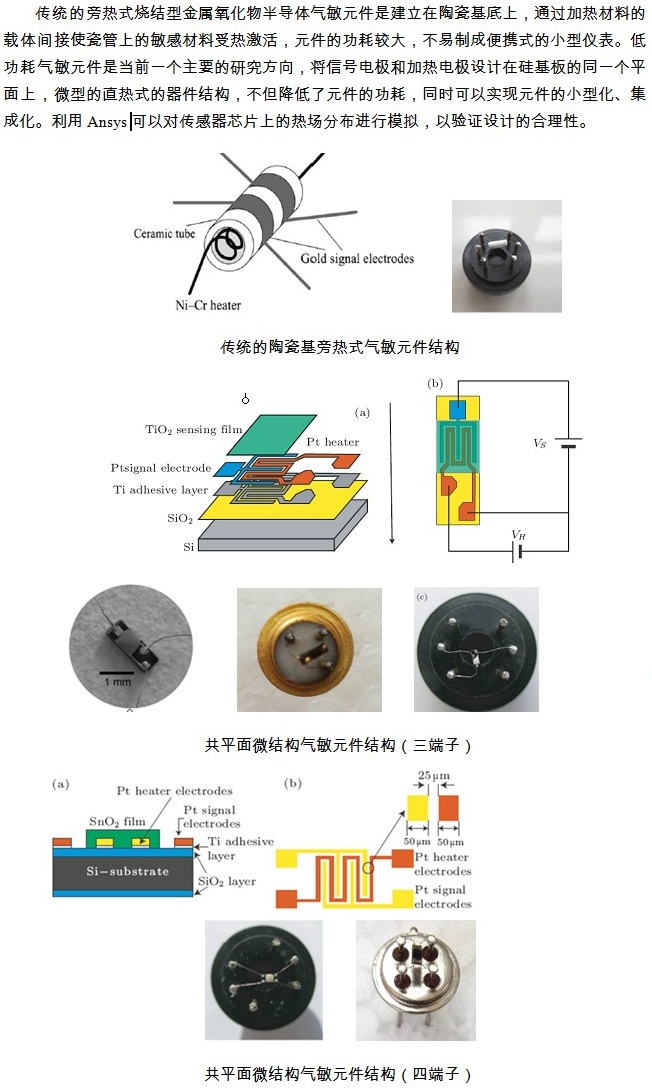 传统的旁热式烧结型金属氧化物半导体气敏元件是建立在陶瓷基底上，通过加热材料的
载体间接使瓷管上的敏感材料受热激活，元件的功耗较大，不易制成便携式的小型仪表。低
功耗气敏元件是当前一个主要的研究方向，将信号电极和加热电极设计在硅基板的同一个平
面上，微型的直热式的器件结构，不但降低了元件的功耗，同时可以实现元件的小型化、集
成化。利用 Ansys 可以对传感器芯片上的热场分布进行模拟，以验证设计的合理性。
Ceramic tube
Gold signal electrodes
Ni–Cr heater
传统的陶瓷基旁热式气敏元件结构
(a)
TiO2 sensing film
Pt heater
Ptsignal electrode
Ti adhesive layer
SiO2
Si
(b)
VS
VH
1 mm
(c)
共平面微结构气敏元件结构（三端子）
(a)
Pt heater electrodes
SnO2 film
Pt signal
electrodes
Ti adhesive
layer
Si−substrate
SiO2 layer
(b)
25 μm
50 μm
50 μm
Pt heater
electrodes
Pt signal
electrodes
共平面微结构气敏元件结构（四端子）